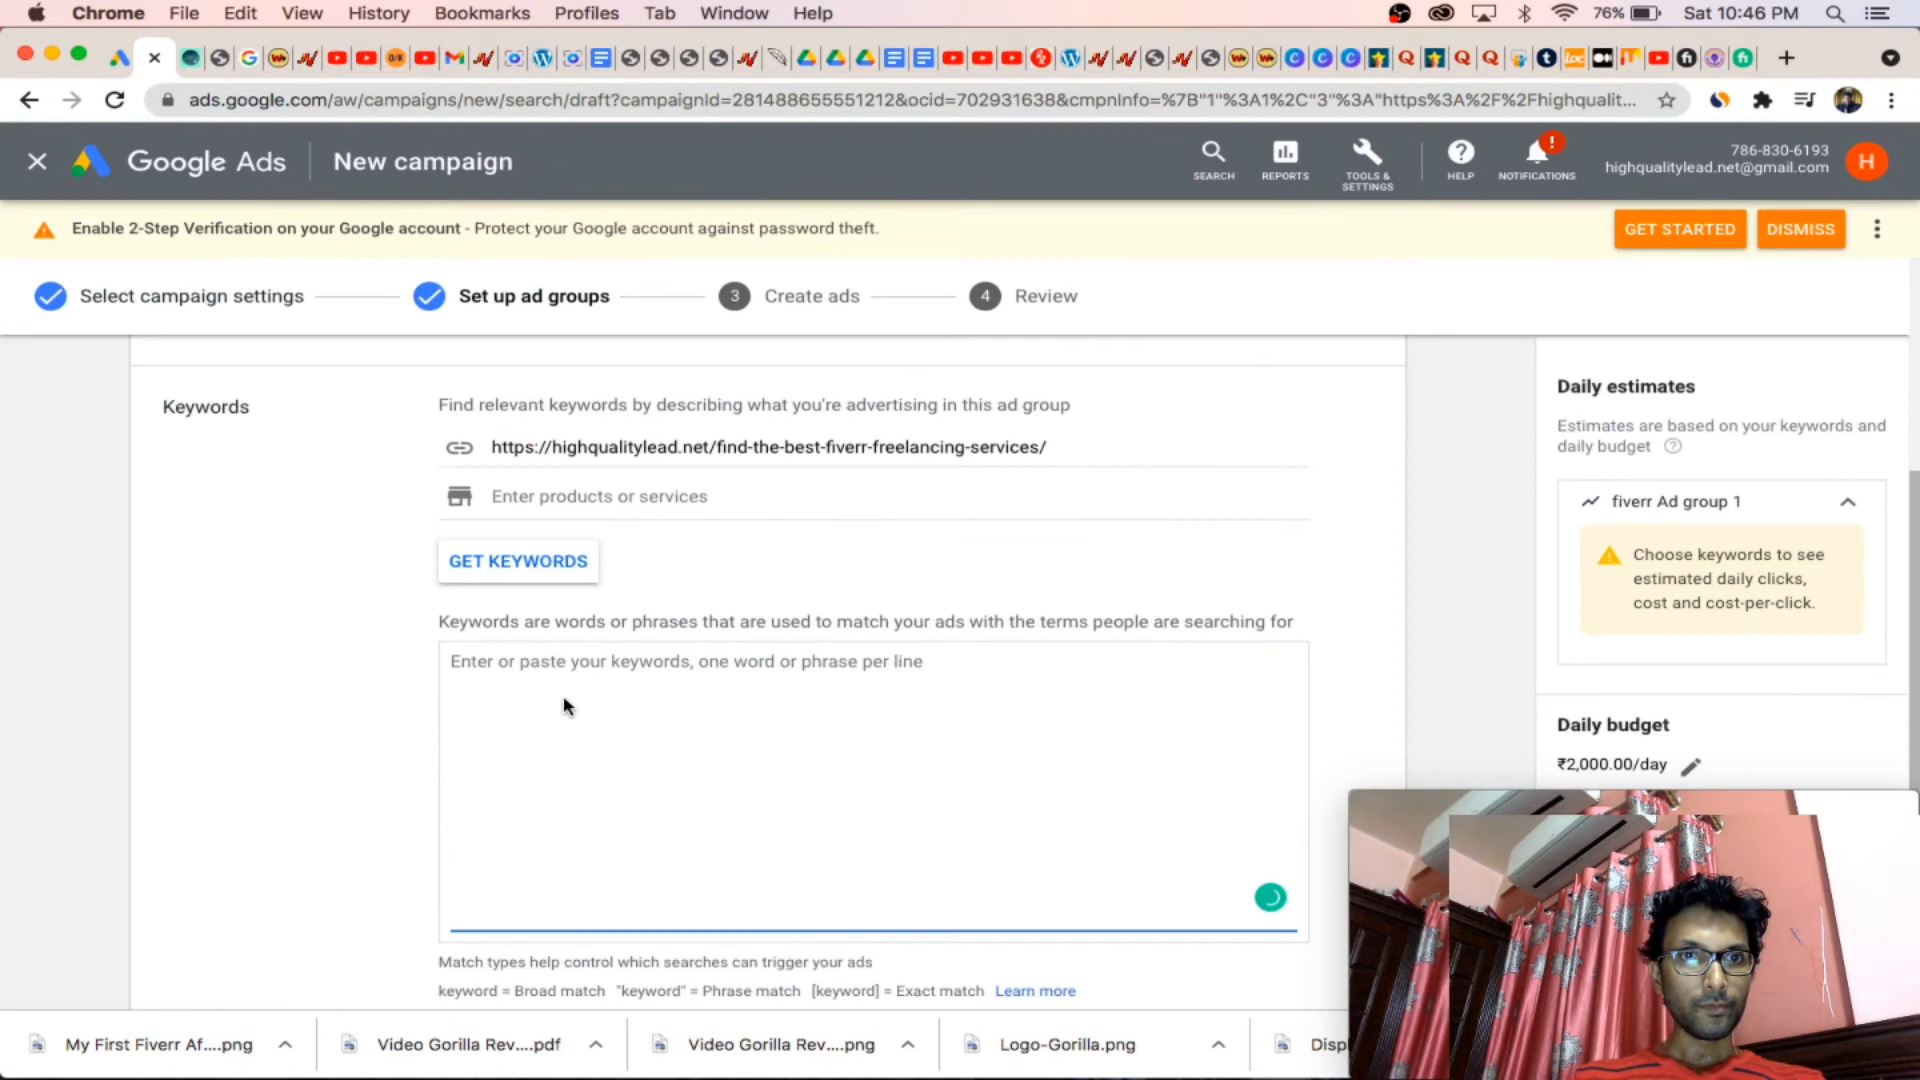 Chrome File Edit View History Bookmarks Profiles Tab Window Help 76% Sat 10:46 PM
ads.google.com/aw/campaigns/new/search/draft?campaignId=281488655551212&ocid=702931638&cmpnInfo=%7B"1"%3A1%2C"3"%3A"https%3A%2F%2Fhighqualit...
Google Ads New campaign
SEARCH REPORTS TOOLS & SETTINGS HELP NOTIFICATIONS
786-830-6193
highqualitylead.net@gmail.com
H
Enable 2-Step Verification on your Google account - Protect your Google account against password theft.
GET STARTED DISMISS
Select campaign settings Set up ad groups 3 Create ads 4 Review
Keywords
Find relevant keywords by describing what you're advertising in this ad group
https://highqualitylead.net/find-the-best-fiverr-freelancing-services/
Enter products or services
GET KEYWORDS
Keywords are words or phrases that are used to match your ads with the terms people are searching for
Enter or paste your keywords, one word or phrase per line
Match types help control which searches can trigger your ads
keyword = Broad match "keyword" = Phrase match [keyword] = Exact match Learn more
Daily estimates
Estimates are based on your keywords and
daily budget
fiverr Ad group 1
Choose keywords to see
estimated daily clicks,
cost and cost-per-click.
Daily budget
₹2,000.00/day
My First Fiverr Af....png Video Gorilla Rev....pdf Video Gorilla Rev....png Logo-Gorilla.png Displ